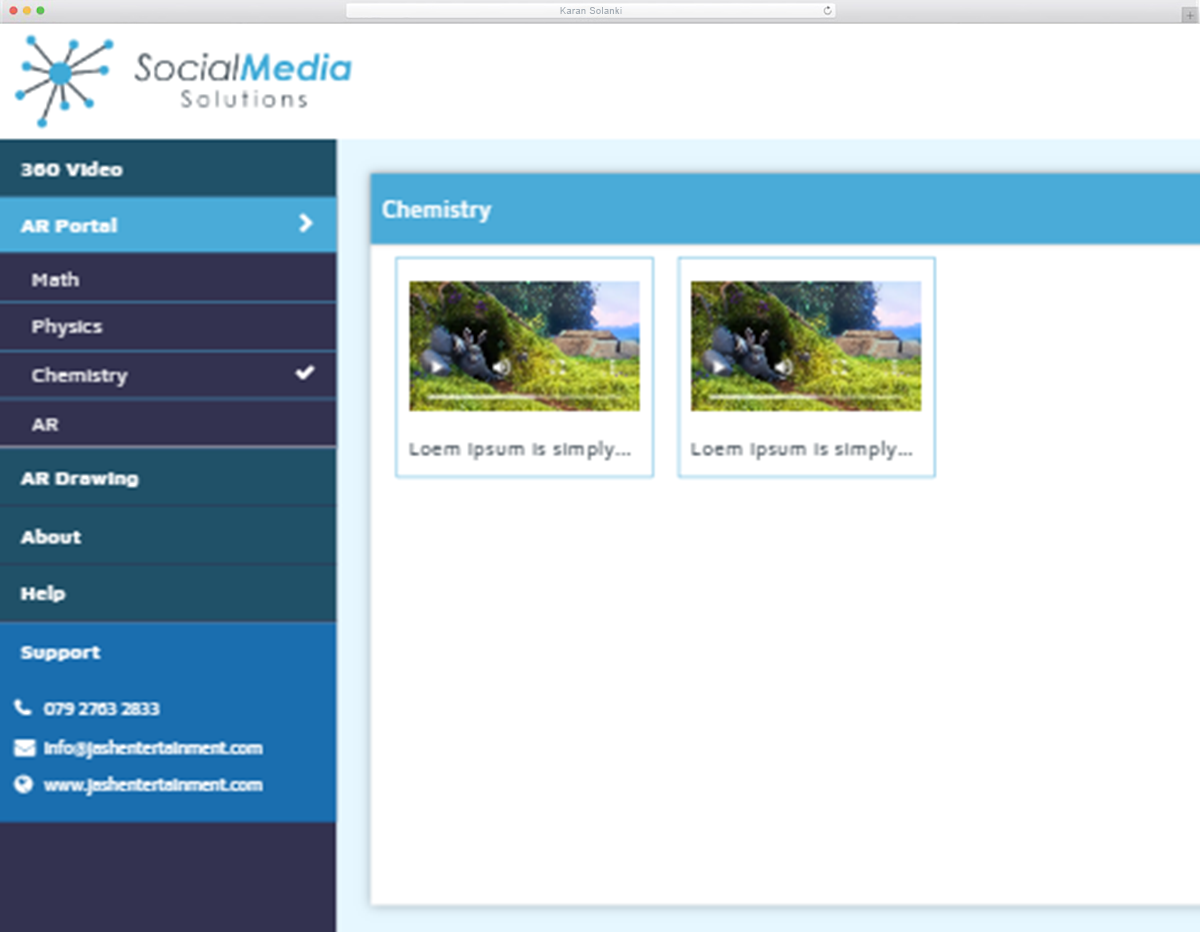 Karan Solanki
SocialMedia
Solutions
360 Video
AR Portal
Math
Physics
Chemistry
AR
AR Drawing
About
Help
Support
079 2763 2833
info@jashentertainment.com
www.jashentertainment.com
Chemistry
Loem Ipsum is simply...
Loem Ipsum is simply...